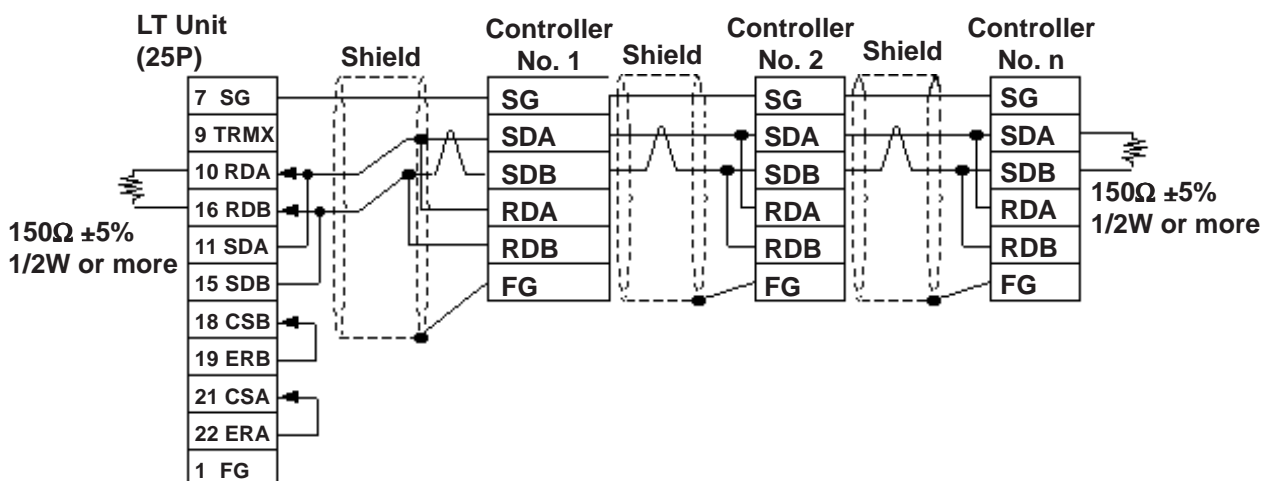 LT Unit
(25P)
Shield
Controller
No. 1
Shield
Controller
No. 2
Shield
Controller
No. n
7 SG
9 TRMX
10 RDA
16 RDB
11 SDA
15 SDB
18 CSB
19 ERB
21 CSA
22 ERA
1 FG
150Ω ±5%
1/2W or more
SG
SDA
SDB
RDA
RDB
FG
SG
SDA
SDB
RDA
RDB
FG
SG
SDA
SDB
RDA
RDB
FG
150Ω ±5%
1/2W or more